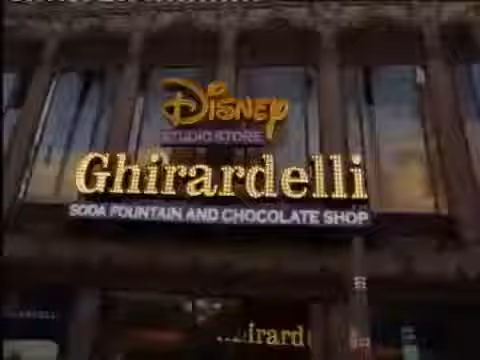 Disney
STUDIO STORE
Ghirardelli
SODA FOUNTAIN AND CHOCOLATE SHOP